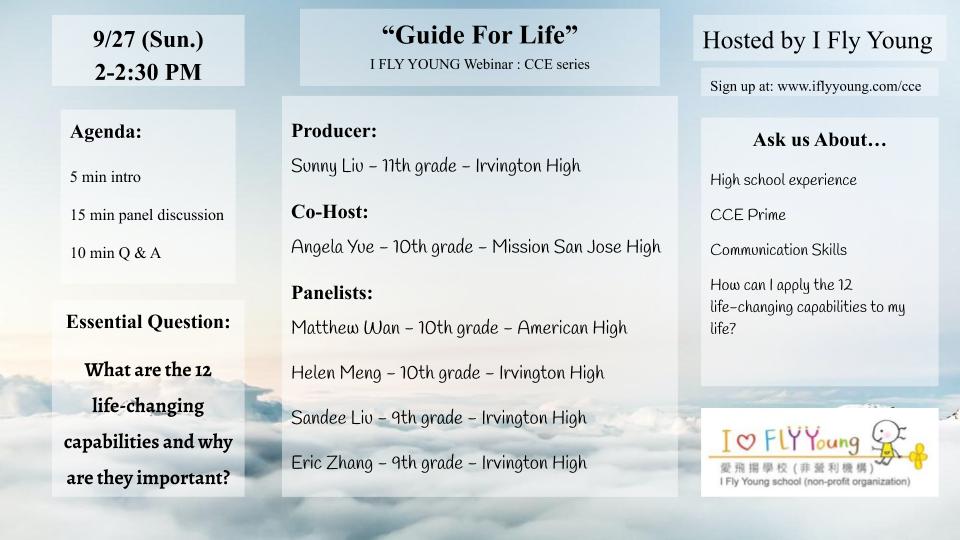 9/27 (Sun.)
2-2:30 PM
“Guide For Life”
I FLY YOUNG Webinar : CCE series
Hosted by I Fly Young
Sign up at: www.iflyyoung.com/cce
Agenda:
5 min intro
15 min panel discussion
10 min Q & A
Essential Question:
What are the 12
life-changing
capabilities and why
are they important?
Producer:
Sunny Liu - 11th grade - Irvington High
Co-Host:
Angela Yue - 10th grade - Mission San Jose High
Panelists:
Matthew Wan - 10th grade - American High
Helen Meng - 10th grade - Irvington High
Sandee Liu - 9th grade - Irvington High
Eric Zhang - 9th grade - Irvington High
Ask us About…
High school experience
CCE Prime
Communication Skills
How can I apply the 12
life-changing capabilities to my
life?
I ♡ FLYYoung
愛飛揚學校 (非營利機構)
I Fly Young school (non-profit organization)